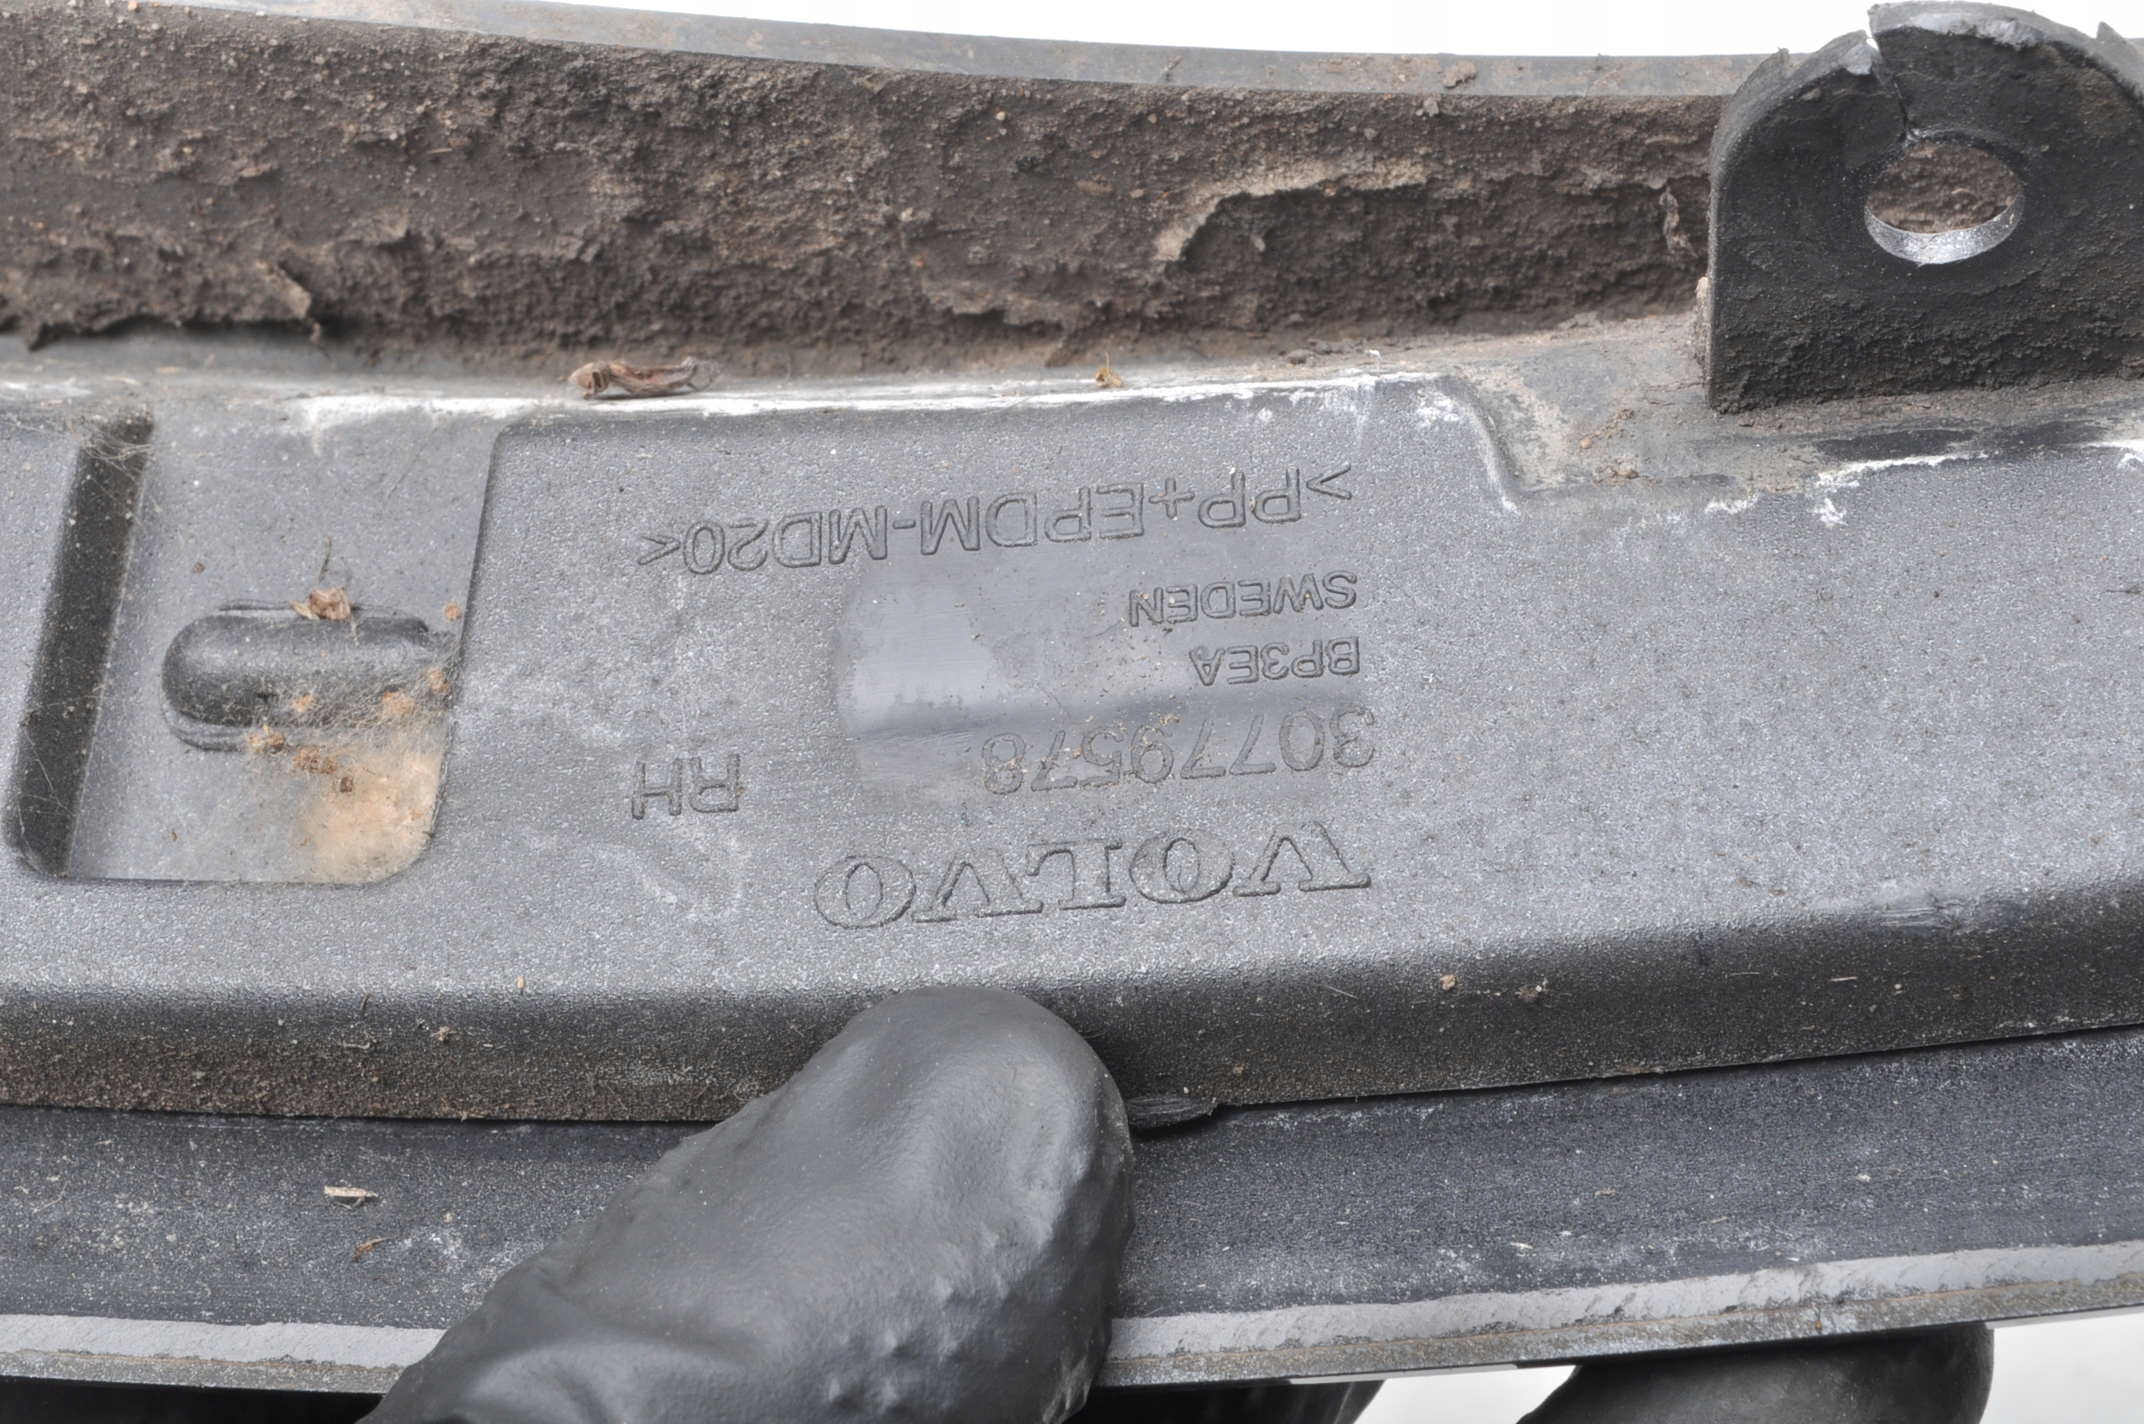 VOLVO
30779578 RH
BP3EA
SWEDEN
>PP+EPDM-MD20<